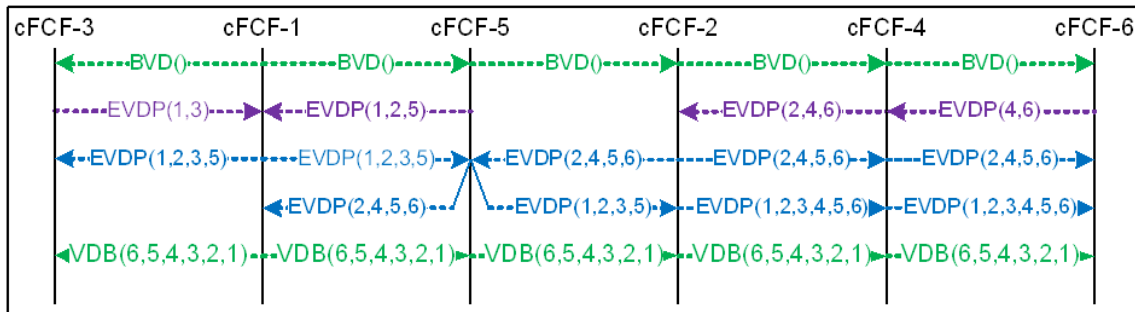 cFCF-3 cFCF-1 cFCF-5 cFCF-2 cFCF-4 cFCF-6
BVD() BVD() BVD() BVD() BVD()
EVDP(1,3) EVDP(1,2,5) EVDP(2,4,6) EVDP(4,6)
EVDP(1,2,3,5) EVDP(1,2,3,5) EVDP(2,4,5,6) EVDP(2,4,5,6) EVDP(2,4,5,6)
EVDP(2,4,5,6) EVDP(1,2,3,5) EVDP(1,2,3,4,5,6) EVDP(1,2,3,4,5,6)
VDB(6,5,4,3,2,1) VDB(6,5,4,3,2,1) VDB(6,5,4,3,2,1) VDB(6,5,4,3,2,1) VDB(6,5,4,3,2,1)